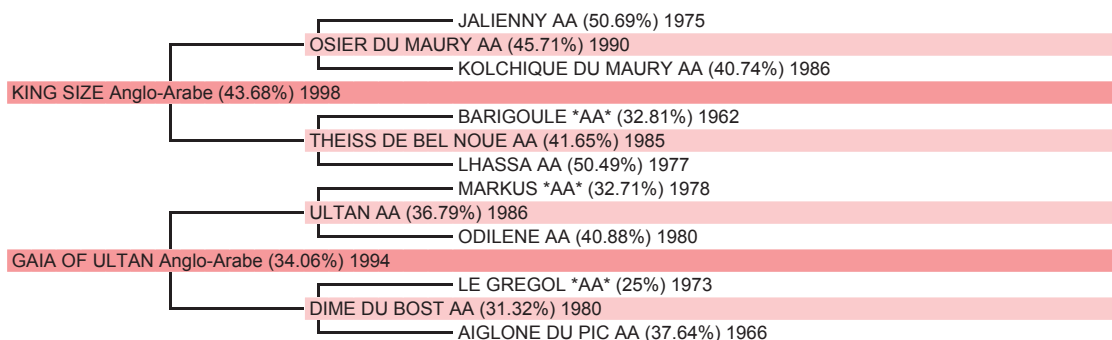 JALIENNY AA (50.69%) 1975
OSIER DU MAURY AA (45.71%) 1990
KOLCHIQUE DU MAURY AA (40.74%) 1986
KING SIZE Anglo-Arabe (43.68%) 1998
BARIGOULE *AA* (32.81%) 1962
THEISS DE BEL NOUE AA (41.65%) 1985
LHASSA AA (50.49%) 1977
MARKUS *AA* (32.71%) 1978
ULTAN AA (36.79%) 1986
ODILENE AA (40.88%) 1980
GAIA OF ULTAN Anglo-Arabe (34.06%) 1994
LE GREGOL *AA* (25%) 1973
DIME DU BOST AA (31.32%) 1980
AIGLONE DU PIC AA (37.64%) 1966